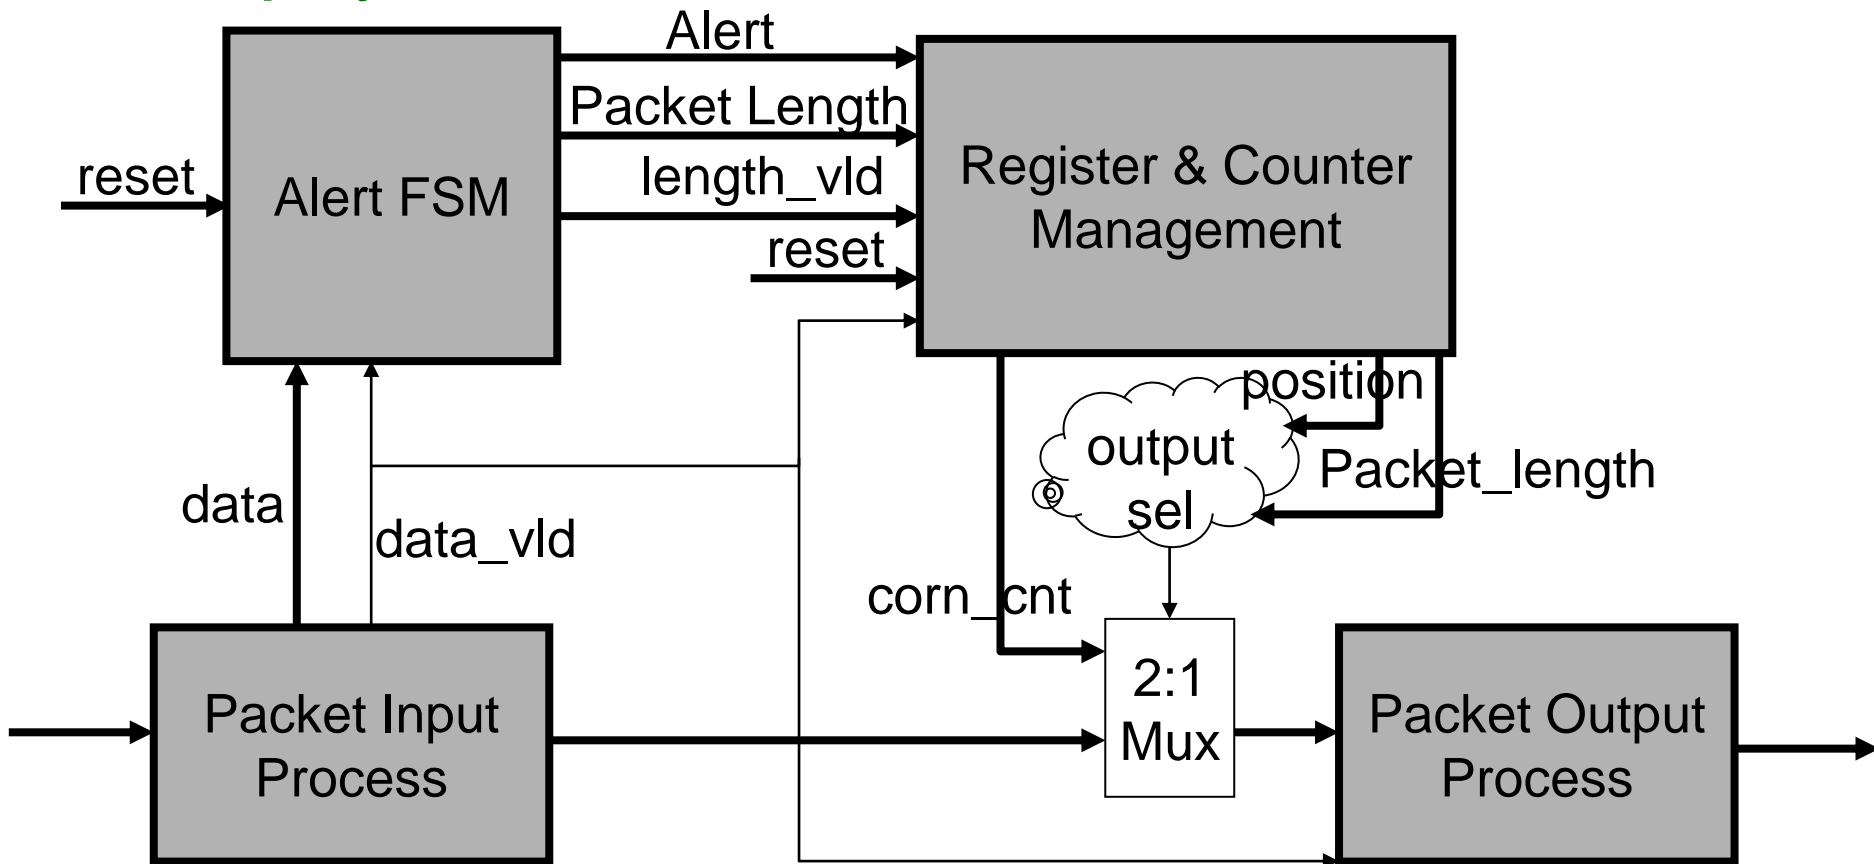 Alert
Packet Length
length_vld
reset
reset
Alert FSM
Register & Counter
Management
position
output
sel
Packet_length
data
data_vld
corn_cnt
2:1
Mux
Packet Input
Process
Packet Output
Process